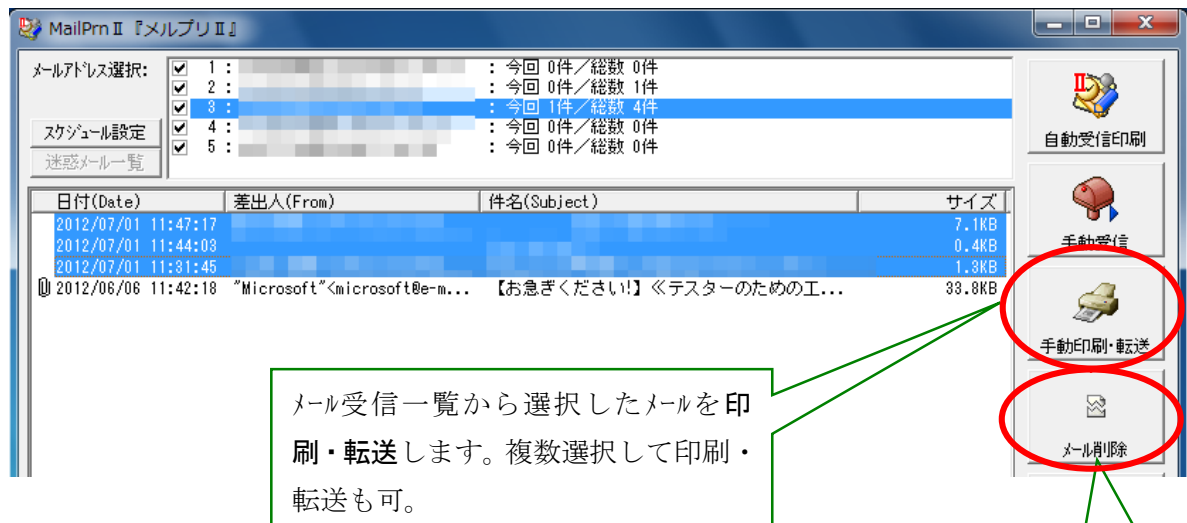 MailPrnⅡ『メルプリⅡ』
メールアドレス選択:
1 : : 今回 0件／総数 0件
2 : : 今回 0件／総数 1件
3 : : 今回 1件／総数 4件
4 : : 今回 0件／総数 0件
5 : : 今回 0件／総数 0件
スケジュール設定
迷惑メール一覧
自動受信印刷
日付(Date) 差出人(From) 件名(Subject) サイズ
2012/07/01 11:47:17 7.1KB
2012/07/01 11:44:03 0.4KB
2012/07/01 11:31:45 1.3KB
2012/06/06 11:42:18 "Microsoft"<microsoft@e-m... 【お急ぎください!】≪テスターのためのエ... 33.8KB
手動受信
手動印刷・転送
メール削除
メール受信一覧から選択したメールを印
刷・転送します。複数選択して印刷・
転送も可。